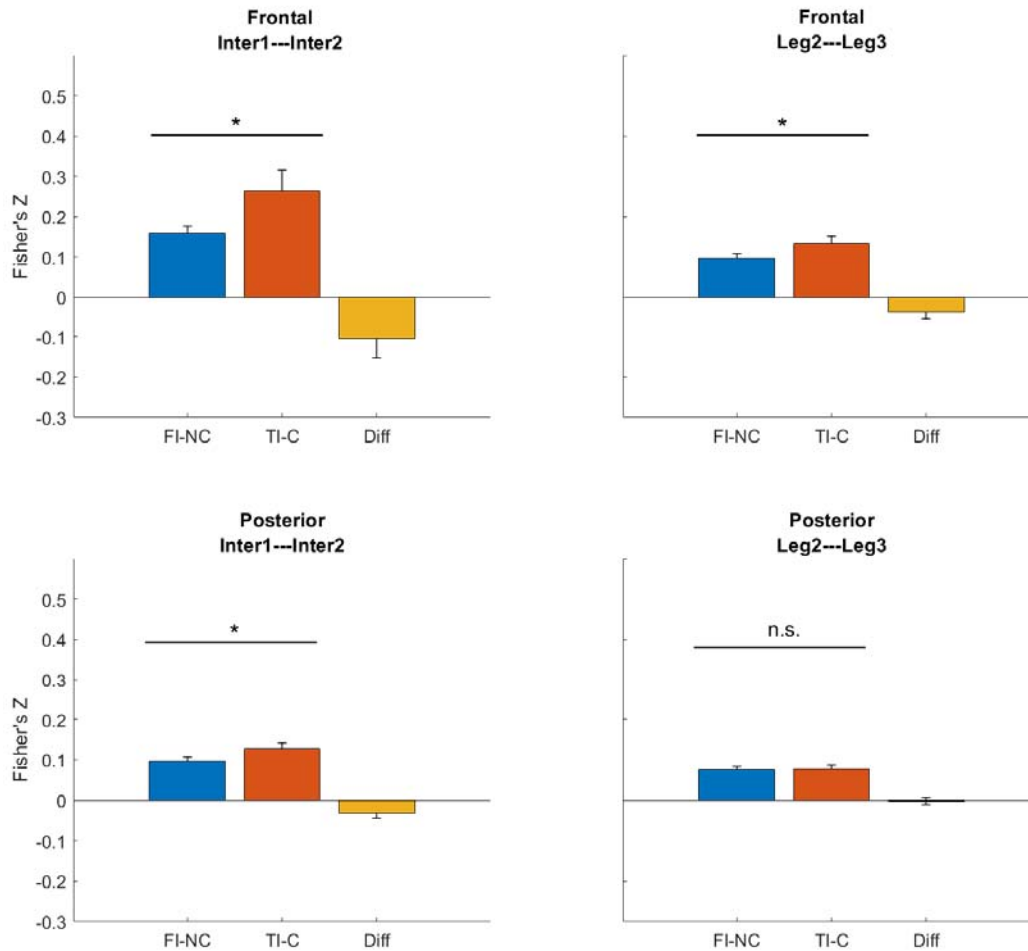 Frontal
Inter1---Inter2
Frontal
Leg2---Leg3
Fisher's Z
0.5
0.4
0.3
0.2
0.1
0
-0.1
-0.2
-0.3
*
*
FI-NC TI-C Diff
FI-NC TI-C Diff
Posterior
Inter1---Inter2
Posterior
Leg2---Leg3
Fisher's Z
0.5
0.4
0.3
0.2
0.1
0
-0.1
-0.2
-0.3
*
n.s.
FI-NC TI-C Diff
FI-NC TI-C Diff